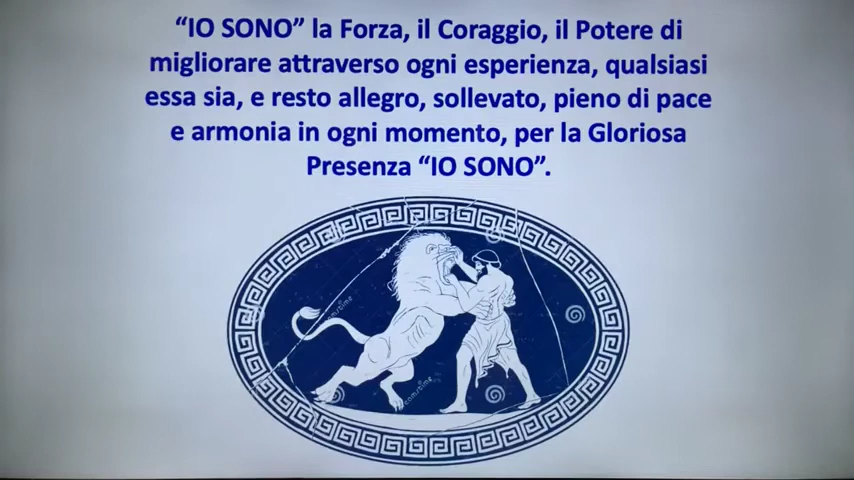 “IO SONO” la Forza, il Coraggio, il Potere di
migliorare attraverso ogni esperienza, qualsiasi
essa sia, e resto allegro, sollevato, pieno di pace
e armonia in ogni momento, per la Gloriosa
Presenza “IO SONO”.